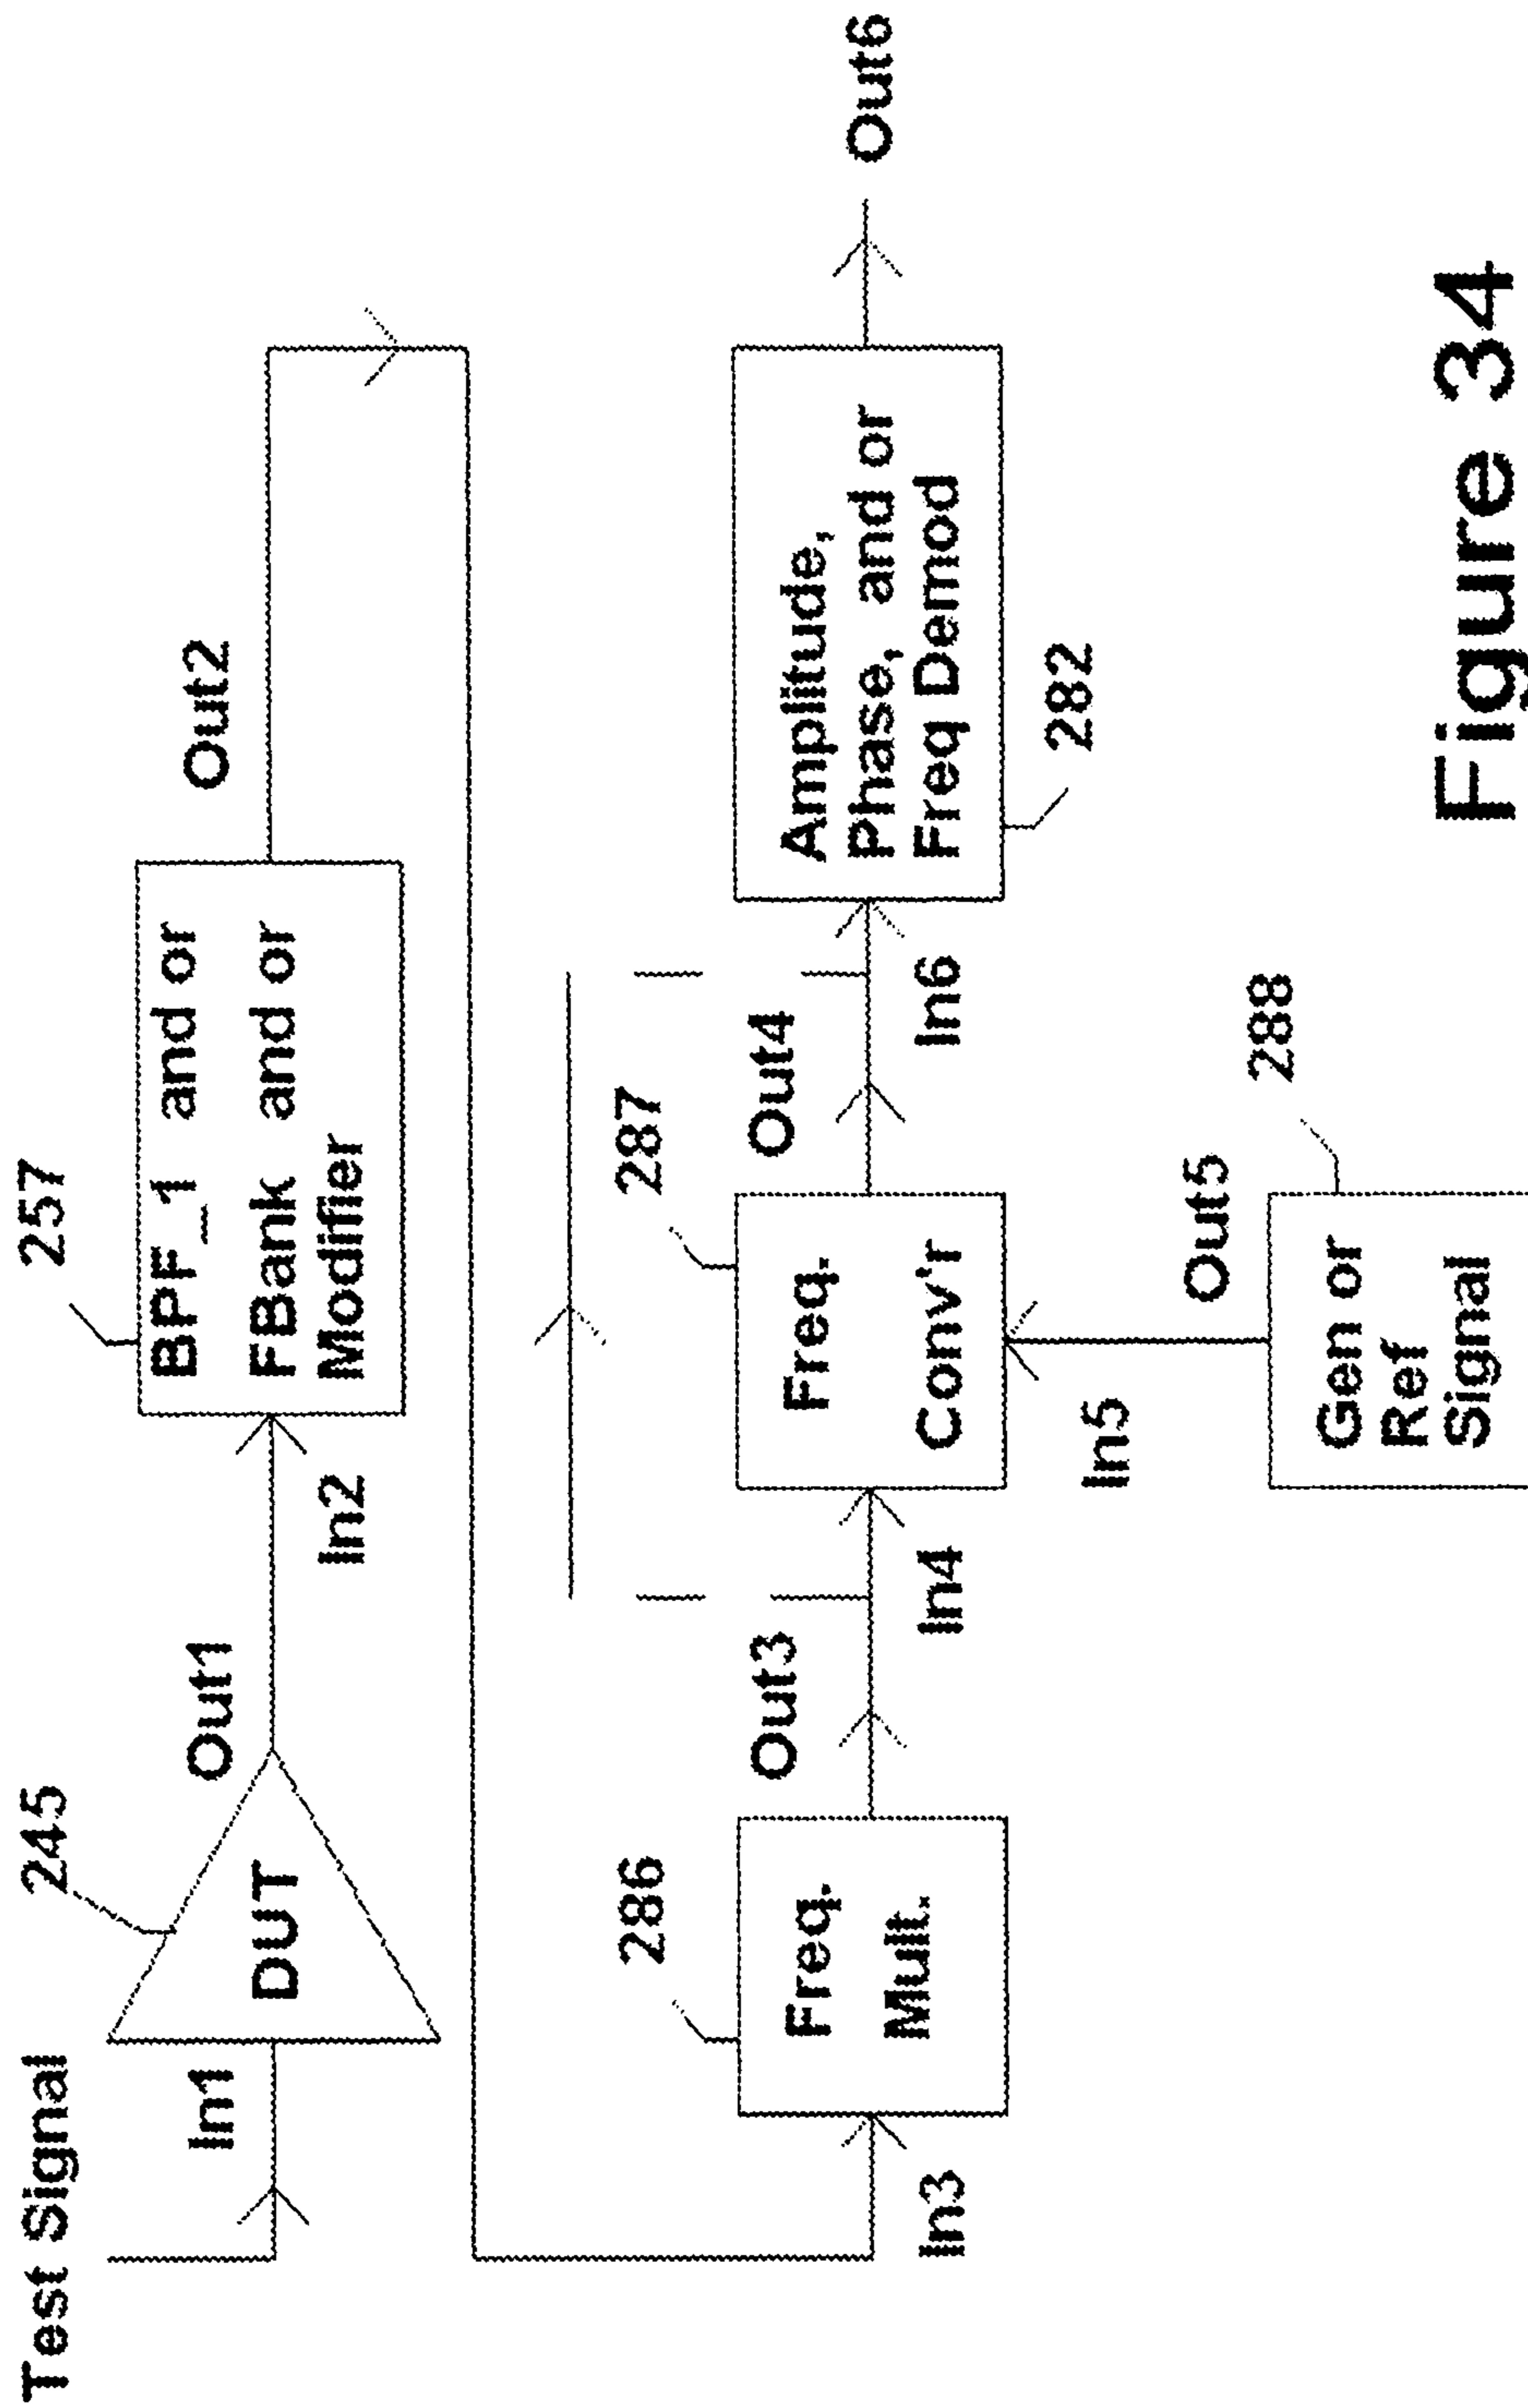 Test Signal
245
257
In1
DUT
Out1
In2
BPF_1 and or
FBank and or
Modifier
Out2
286
287
In3
Freq.
Mult.
Out3
In4
Freq.
Conv'r
Out4
In6
Amplitude,
Phase, and or
Freq Demod
Out6
282
In5
Out5
288
Gen or
Ref
Signal
Figure 34